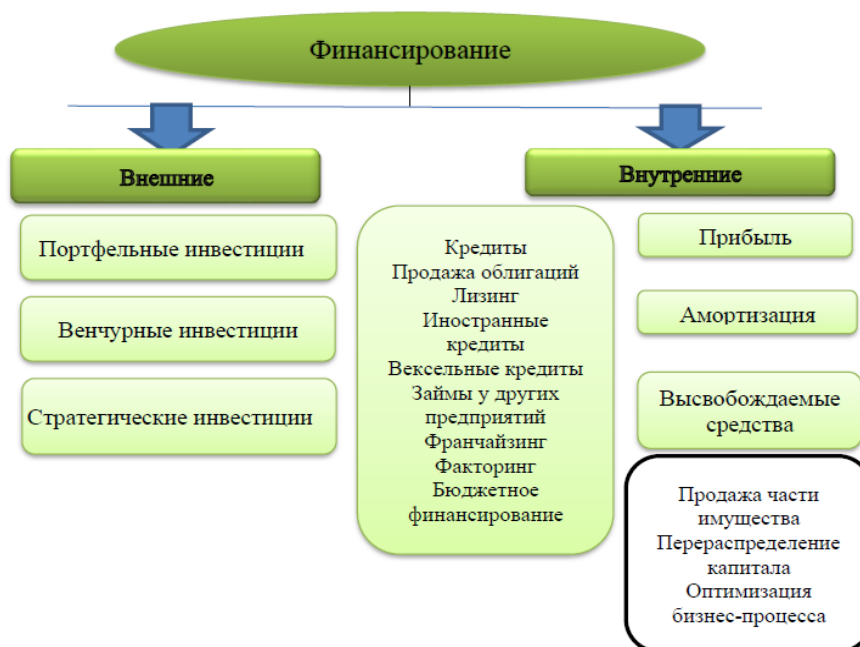 Финансирование
Внешние
Внутренние
Портфельные инвестиции
Венчурные инвестиции
Стратегические инвестиции
Кредиты
Продажа облигаций
Лизинг
Иностранные
кредиты
Вексельные кредиты
Займы у других
предприятий
Франчайзинг
Факторинг
Бюджетное
финансирование
Прибыль
Амортизация
Высвобождаемые
средства
Продажа части
имущества
Перераспределение
капитала
Оптимизация
бизнес-процесса